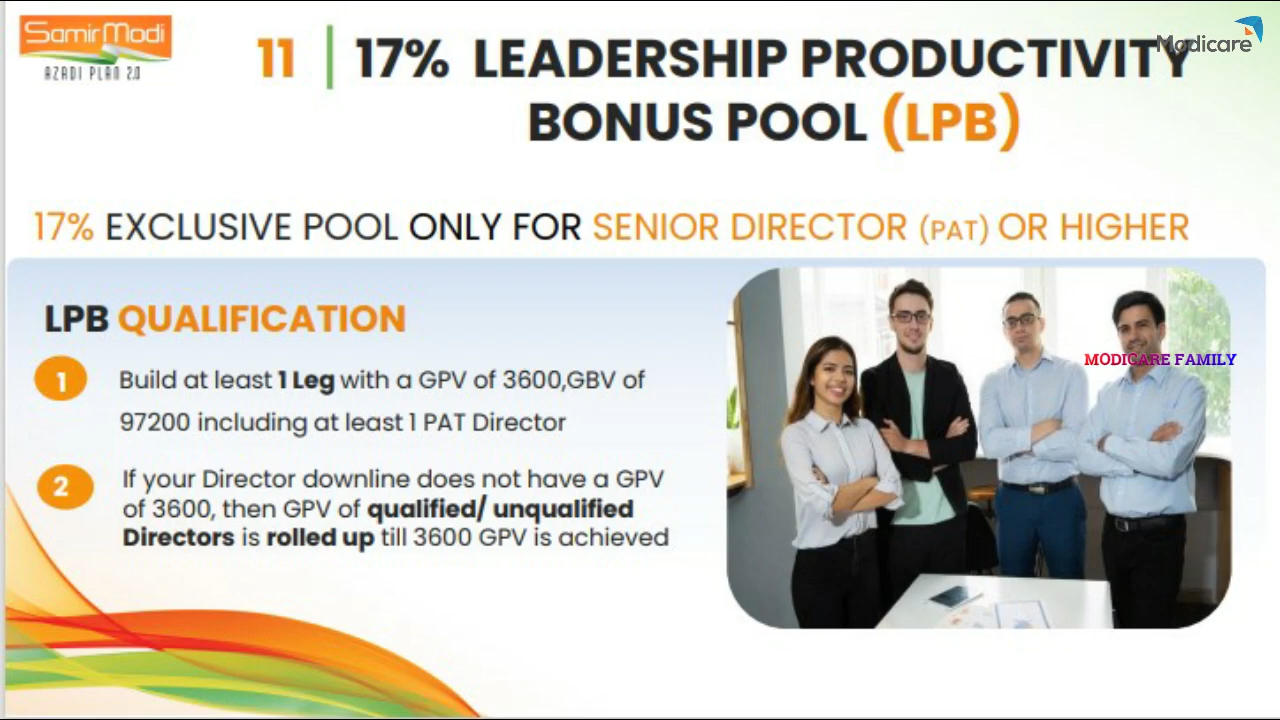 SamirModi
AZADI PLAN 2.0
11 | 17% LEADERSHIP PRODUCTIVITY
BONUS POOL (LPB)
Modicare
17% EXCLUSIVE POOL ONLY FOR SENIOR DIRECTOR (PAT) OR HIGHER
LPB QUALIFICATION
1 Build at least 1 Leg with a GPV of 3600,GBV of
97200 including at least 1 PAT Director
2 If your Director downline does not have a GPV
of 3600, then GPV of qualified/ unqualified
Directors is rolled up till 3600 GPV is achieved
MODICARE FAMILY